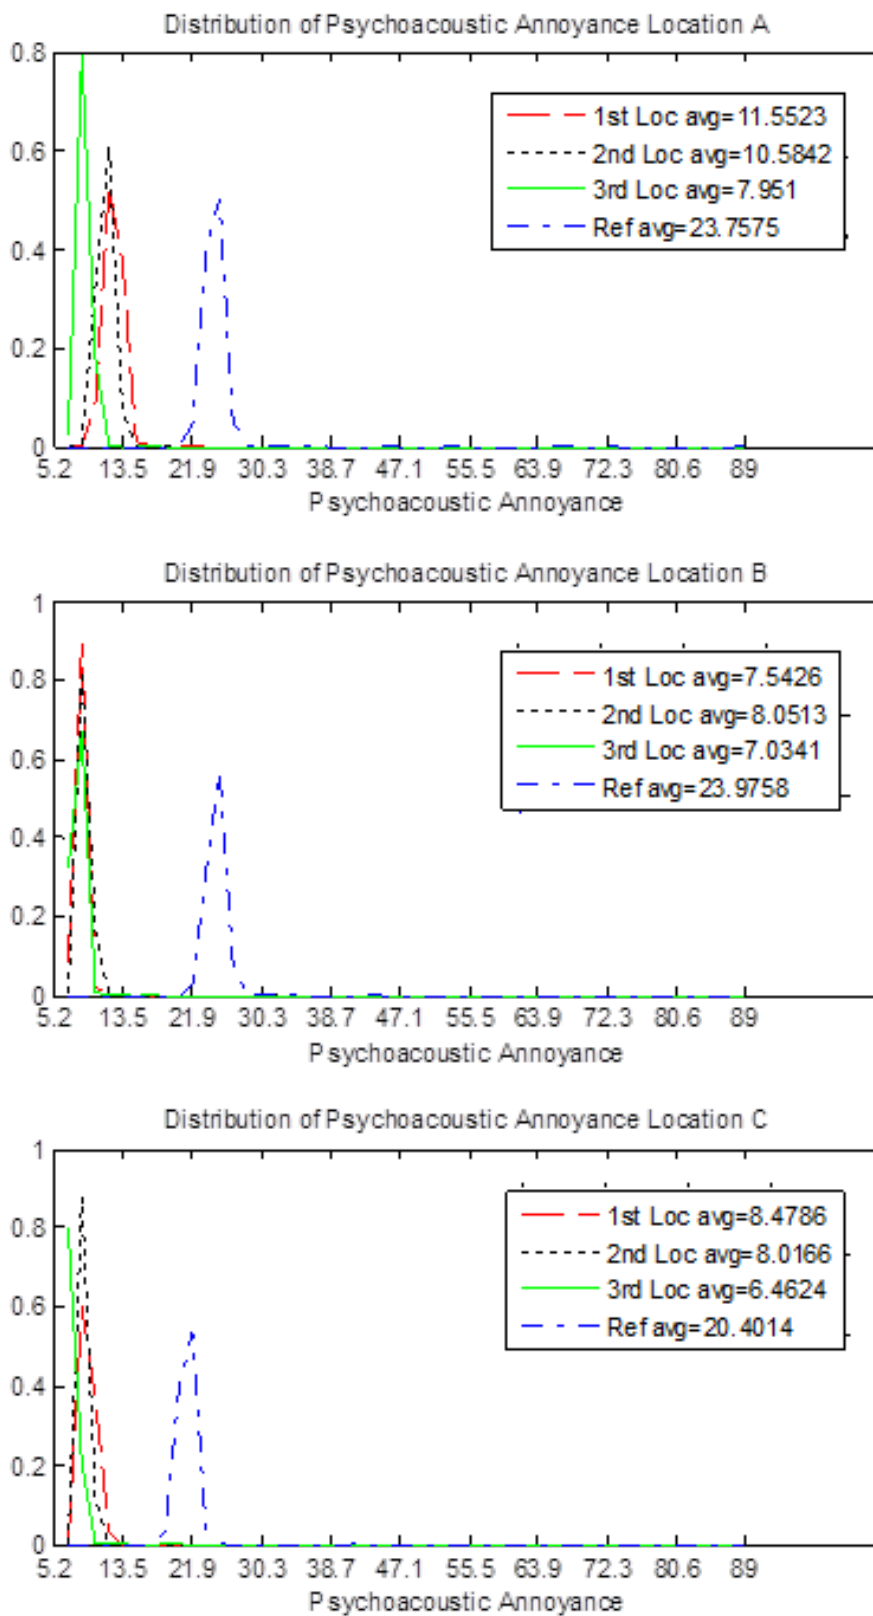 Distribution of Psychoacoustic Annoyance Location A
0.8
0.6
0.4
0.2
0
1st Loc avg=11.5523
2nd Loc avg=10.5842
3rd Loc avg=7.951
Ref avg=23.7575
5.2 13.5 21.9 30.3 38.7 47.1 55.5 63.9 72.3 80.6 89
Psychoacoustic Annoyance
Distribution of Psychoacoustic Annoyance Location B
1
0.8
0.6
0.4
0.2
0
1st Loc avg=7.5426
2nd Loc avg=8.0513
3rd Loc avg=7.0341
Ref avg=23.9758
5.2 13.5 21.9 30.3 38.7 47.1 55.5 63.9 72.3 80.6 89
Psychoacoustic Annoyance
Distribution of Psychoacoustic Annoyance Location C
1
0.8
0.6
0.4
0.2
0
1st Loc avg=8.4786
2nd Loc avg=8.0166
3rd Loc avg=6.4624
Ref avg=20.4014
5.2 13.5 21.9 30.3 38.7 47.1 55.5 63.9 72.3 80.6 89
Psychoacoustic Annoyance